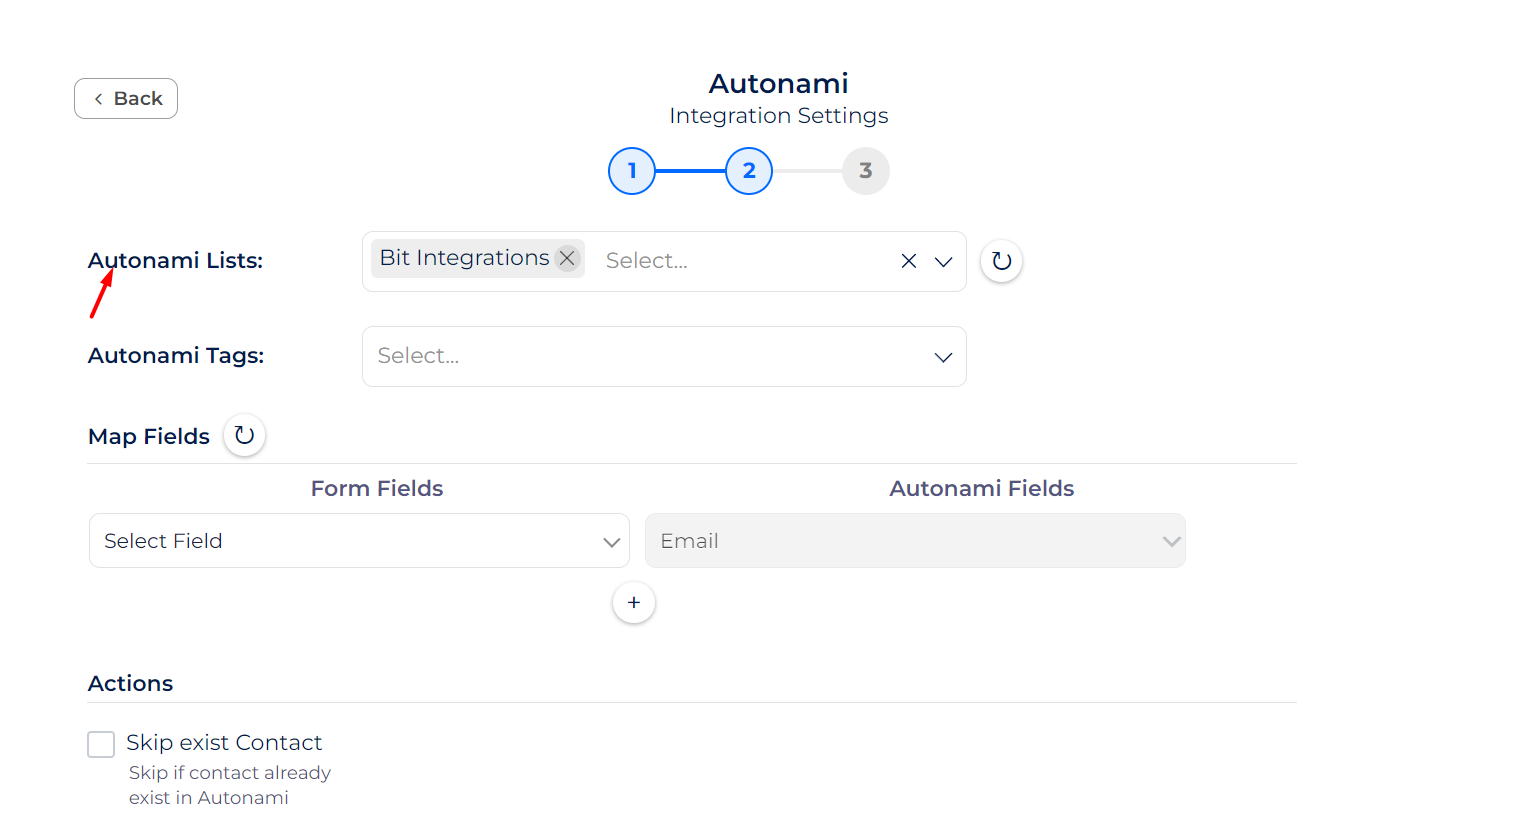 Back
Autonami
Integration Settings
1 2 3
Autonami Lists: Bit Integrations Select...
Autonami Tags: Select...
Map Fields
Form Fields Autonami Fields
Select Field Email
+
Actions
Skip exist Contact
Skip if contact already
exist in Autonami